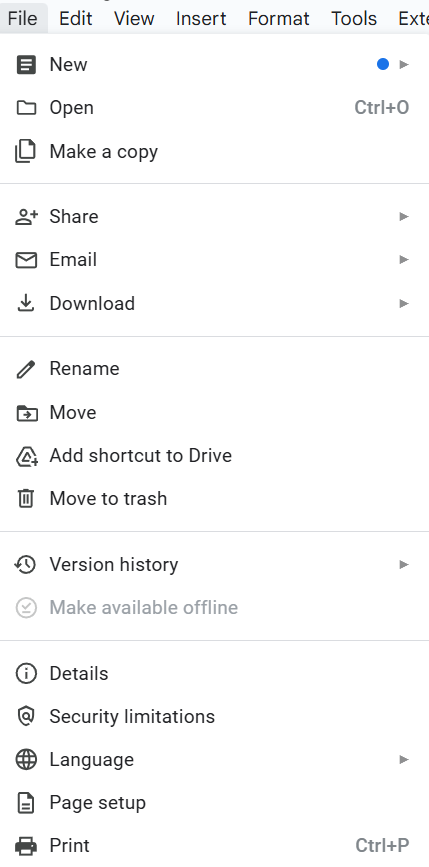 File Edit View Insert Format Tools
New
Open Ctrl+O
Make a copy
Share
Email
Download
Rename
Move
Add shortcut to Drive
Move to trash
Version history
Make available offline
Details
Security limitations
Language
Page setup
Print Ctrl+P